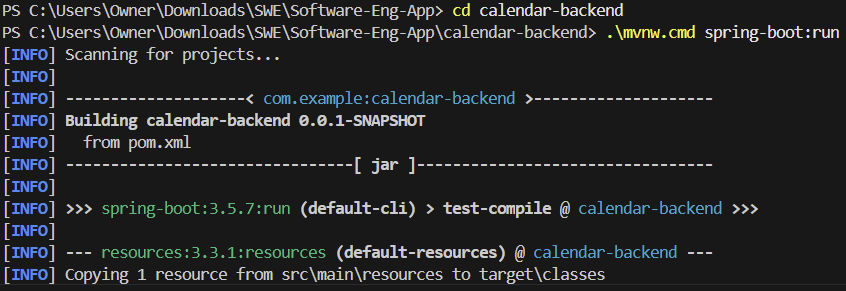 PS C:\Users\Owner\Downloads\SWE\Software-Eng-App> cd calendar-backend
PS C:\Users\Owner\Downloads\SWE\Software-Eng-App\calendar-backend> .\mvnw.cmd spring-boot:run
[INFO] Scanning for projects...
[INFO]
[INFO] --------------------< com.example:calendar-backend >--------------------
[INFO] Building calendar-backend 0.0.1-SNAPSHOT
[INFO]   from pom.xml
[INFO] --------------------------------[ jar ]---------------------------------
[INFO]
[INFO] >>> spring-boot:3.5.7:run (default-cli) > test-compile @ calendar-backend >>>
[INFO]
[INFO] --- resources:3.3.1:resources (default-resources) @ calendar-backend ---
[INFO] Copying 1 resource from src\main\resources to target\classes